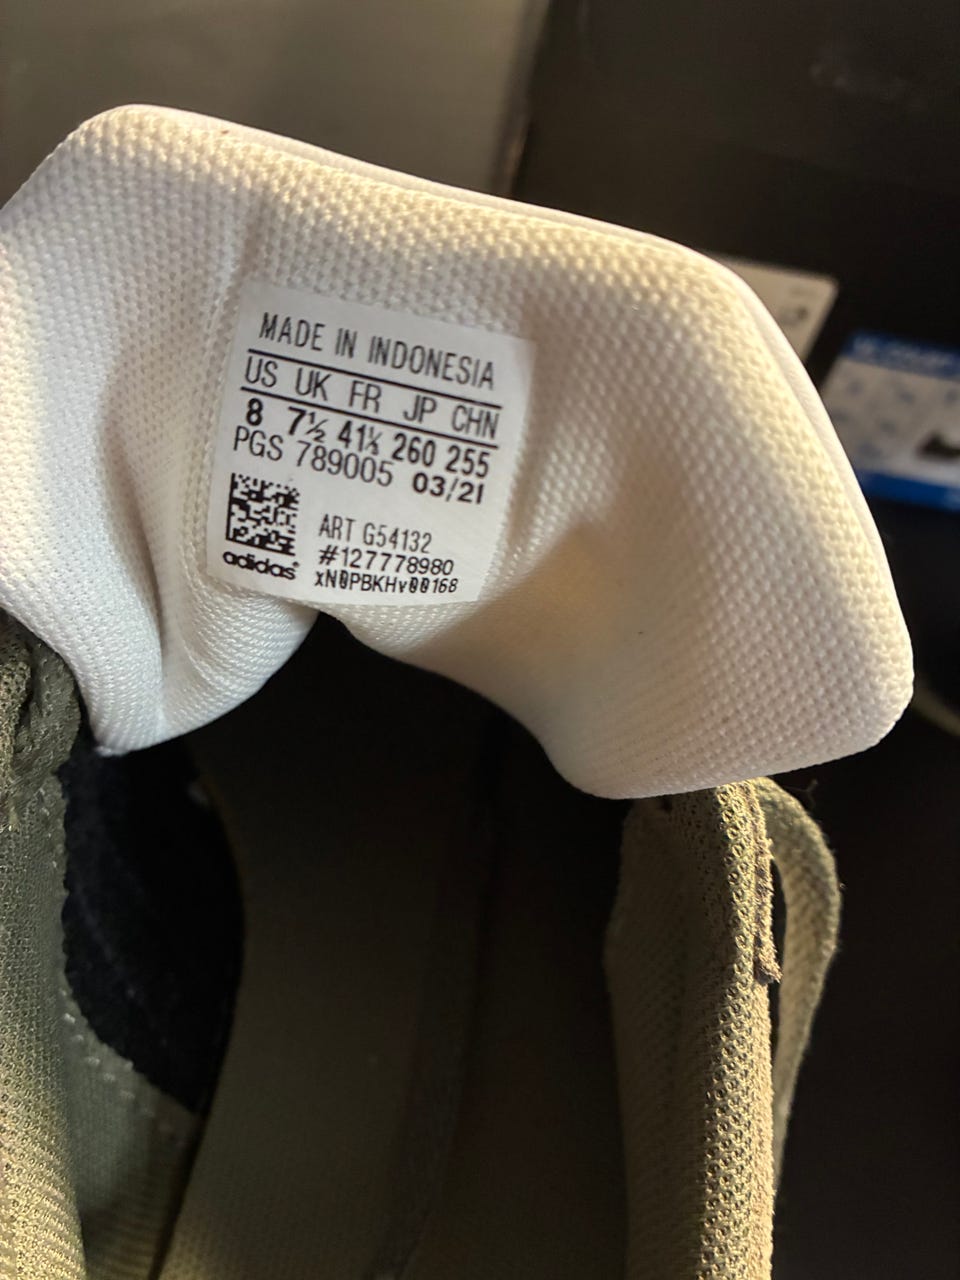 MADE IN INDONESIA
US UK FR JP CHN
8 7½ 41⅓ 260 255
PGS 789005 03/21
ART G54132
#127778980
xN0PBKHv00168
adidas